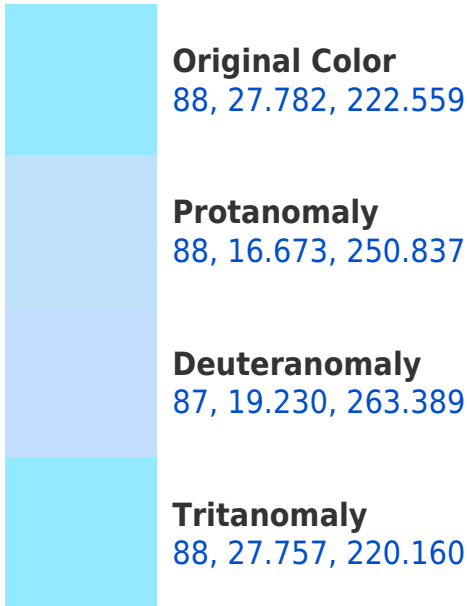 Original Color
88, 27.782, 222.559
Protanomaly
88, 16.673, 250.837
Deuteranomaly
87, 19.230, 263.389
Tritanomaly
88, 27.757, 220.160